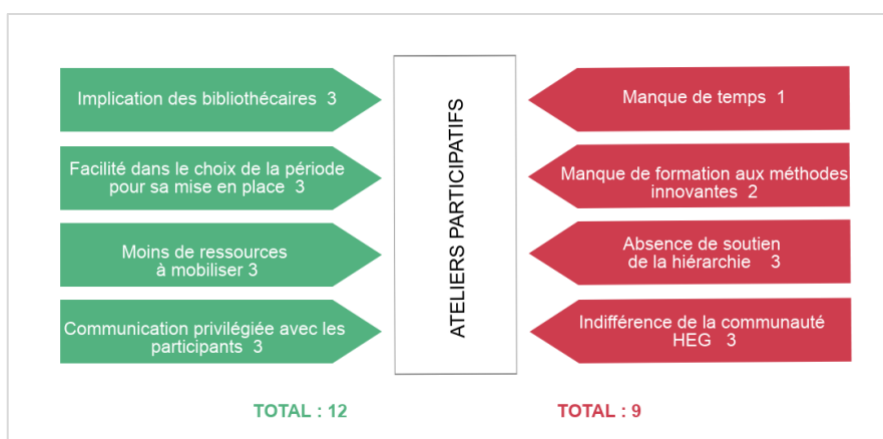 Implication des bibliothécaires 3
Facilité dans le choix de la période
pour sa mise en place 3
Moins de ressources
à mobiliser 3
Communication privilégiée avec les
participants 3
TOTAL : 12
ATELIERS PARTICIPATIFS
Manque de temps 1
Manque de formation aux méthodes
innovantes 2
Absence de soutien
de la hiérarchie 3
Indifférence de la communauté
HEG 3
TOTAL : 9